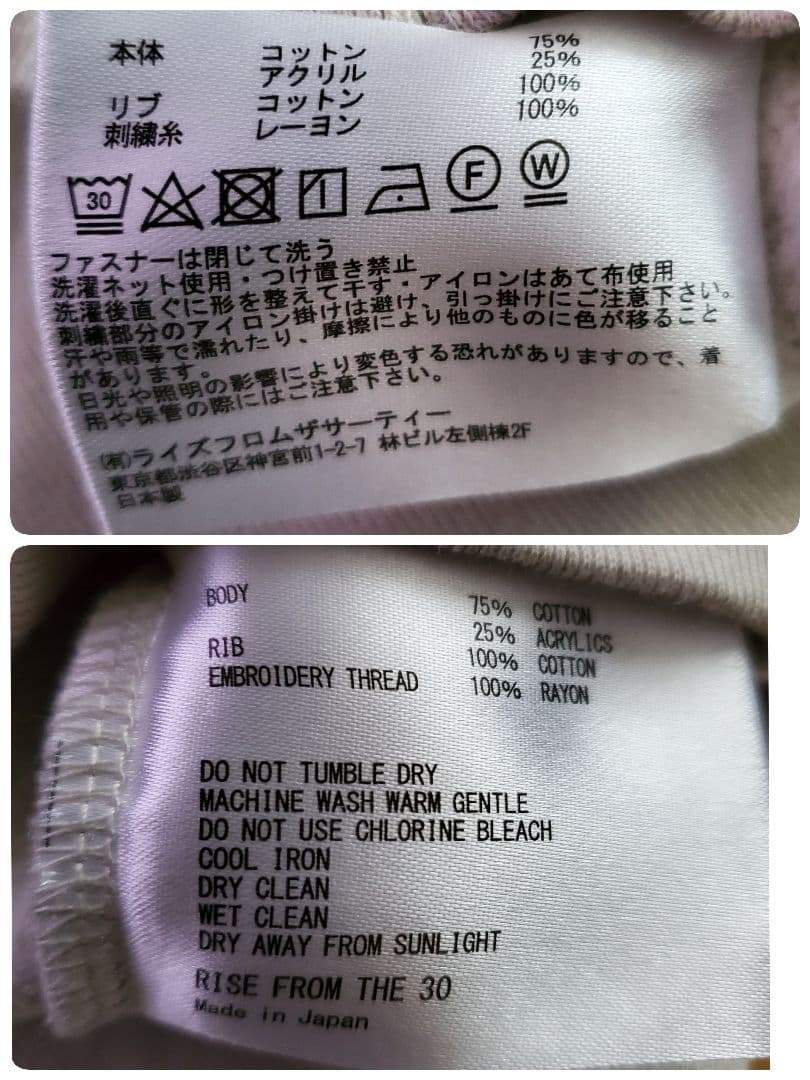 本体 コットン 75%
アクリル 25%
リブ コットン 100%
刺繍糸 レーヨン 100%
30 F W
ファスナーは閉じて洗う
洗濯ネット使用・つけ置き禁止
洗濯後直ぐに形を整えて干す・アイロンはあて布使用
刺繍部分のアイロン掛けは避け、引っ掛けにご注意下さい。
汗や雨等で濡れたり、摩擦により他のものに色が移ること
があります。
日光や照明の影響により変色する恐れがありますので、着
用や保管の際にはご注意下さい。
(有)ライズフロムザサーティー
東京都渋谷区神宮前1-2-7 林ビル左側棟2F
日本製
BODY 75% COTTON
25% ACRYLICS
RIB 100% COTTON
EMBROIDERY THREAD 100% RAYON
DO NOT TUMBLE DRY
MACHINE WASH WARM GENTLE
DO NOT USE CHLORINE BLEACH
COOL IRON
DRY CLEAN
WET CLEAN
DRY AWAY FROM SUNLIGHT
RISE FROM THE 30
Made in Japan